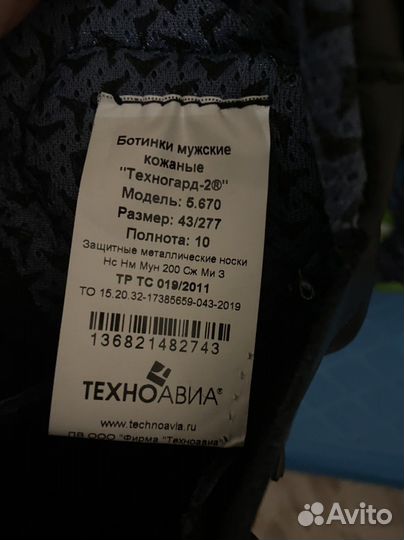 Ботинки мужские
кожаные
"Техногард-2®"
Модель: 5.670
Размер: 43/277
Полнота: 10
Защитные металлические носки
Нс Нм Мун 200 Сж Ми З
ТР ТС 019/2011
ТО 15.20.32-17385659-043-2019
136821482743
ТЕХНОАВИА®
www.technoavia.ru
ПВ ООО "Фирма "Техноавиа"
Avito